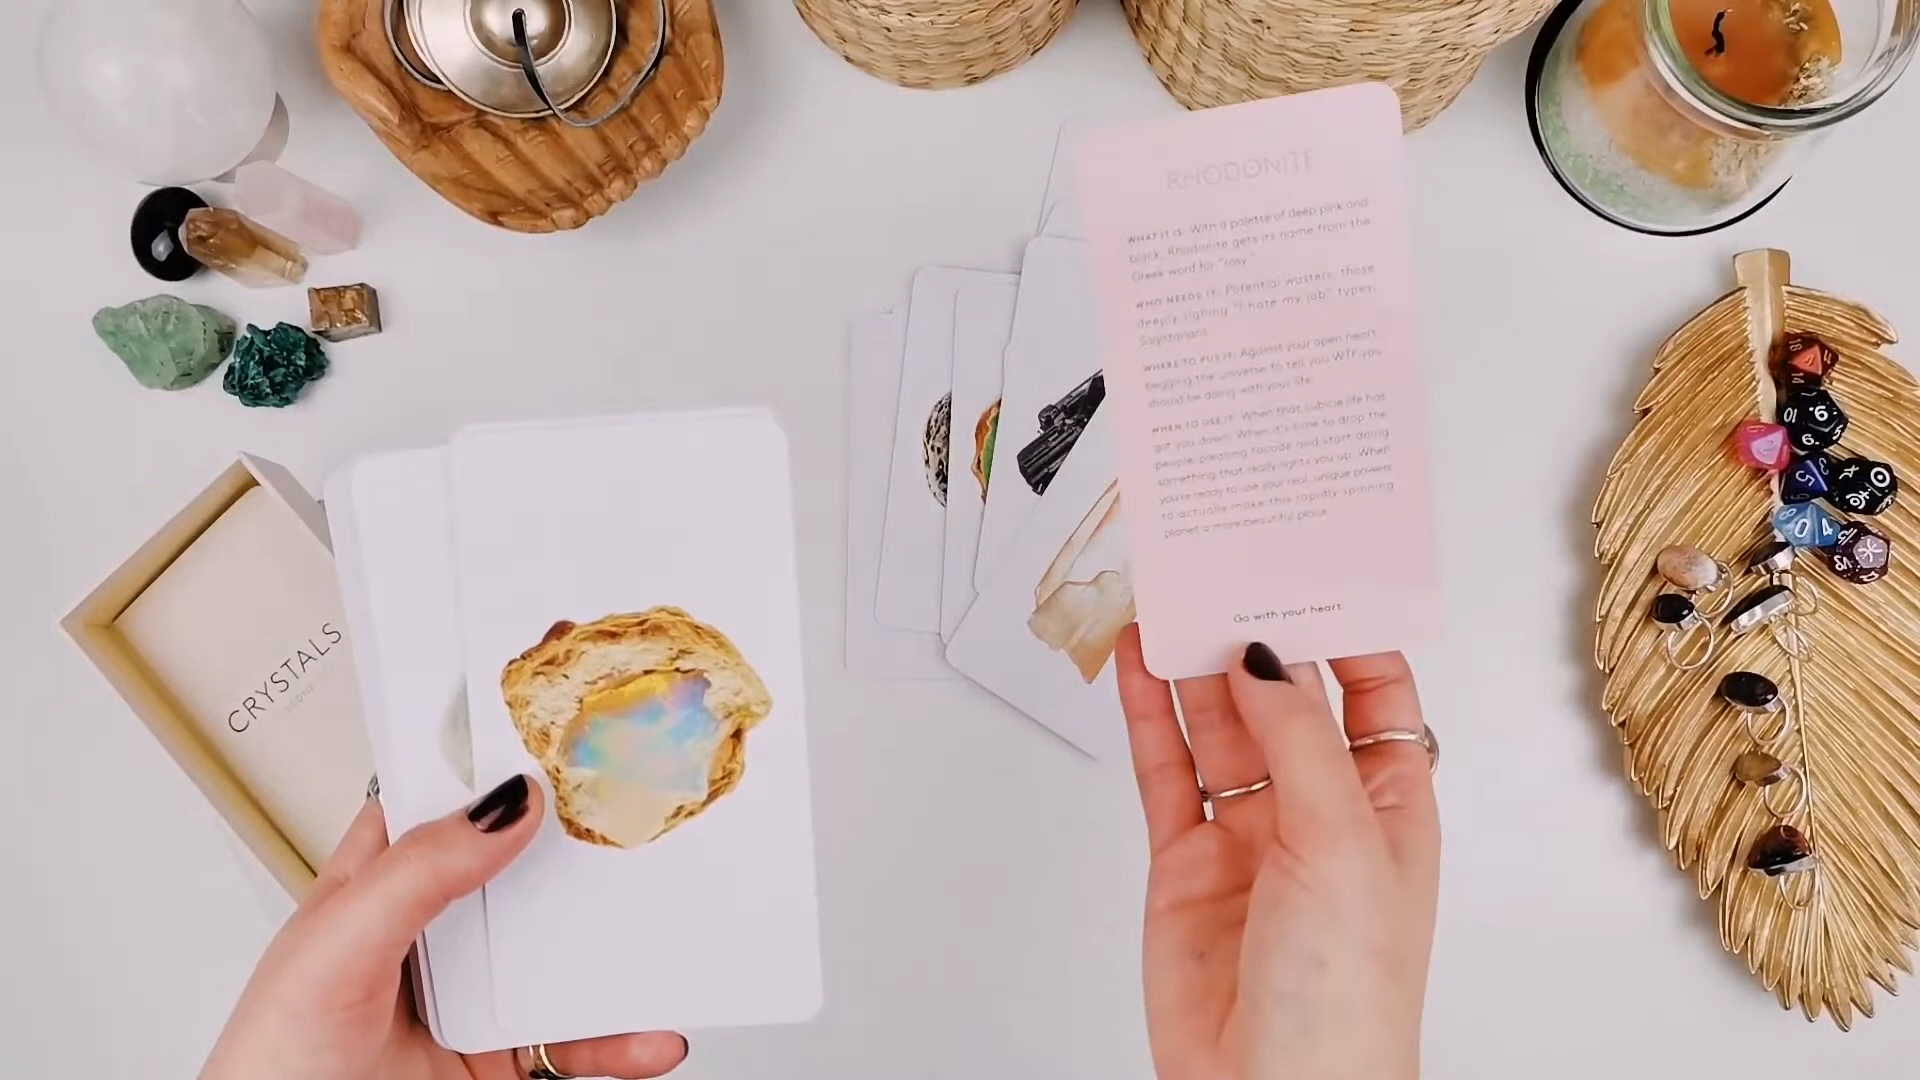 RHODONITE
WHAT IT IS: With a palette of deep pink and
black, Rhodonite gets its name from the
Greek word for "rosy."
WHO NEEDS IT: Potential wasters, those
deeply sighing "I hate my job" types,
Sagittarians.
WHERE TO PUT IT: Against your open heart,
begging the universe to tell you WTF you
should be doing with your life.
WHEN TO USE IT: When that cubicle life has
got you down. When it's time to drop the
people-pleasing facade and start doing
something that really lights you up. When
you're ready to use your real, unique powers
to actually make this rapidly spinning
planet a more beautiful place.
Go with your heart.
CRYSTALS